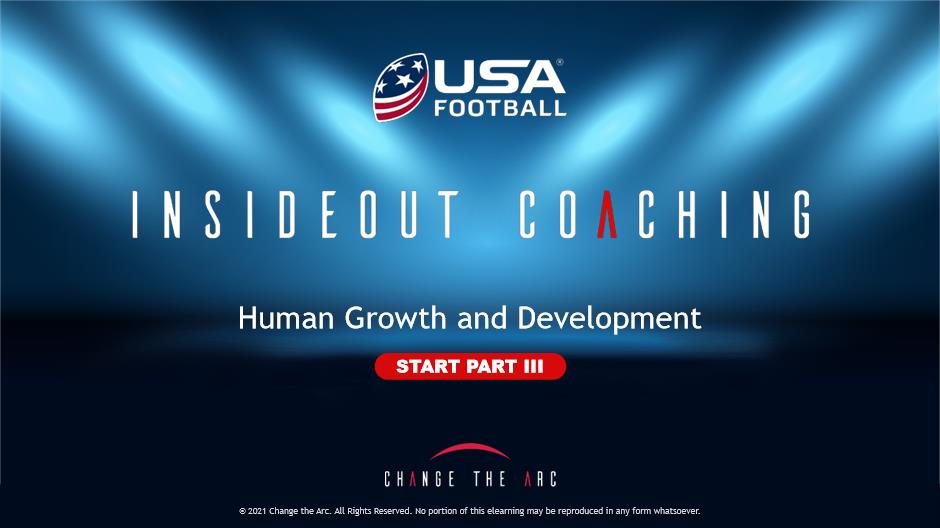 USA®
FOOTBALL
INSIDEOUT COACHING
Human Growth and Development
START PART III
CHANGE THE ARC
© 2021 Change the Arc. All Rights Reserved. No portion of this elearning may be reproduced in any form whatsoever.